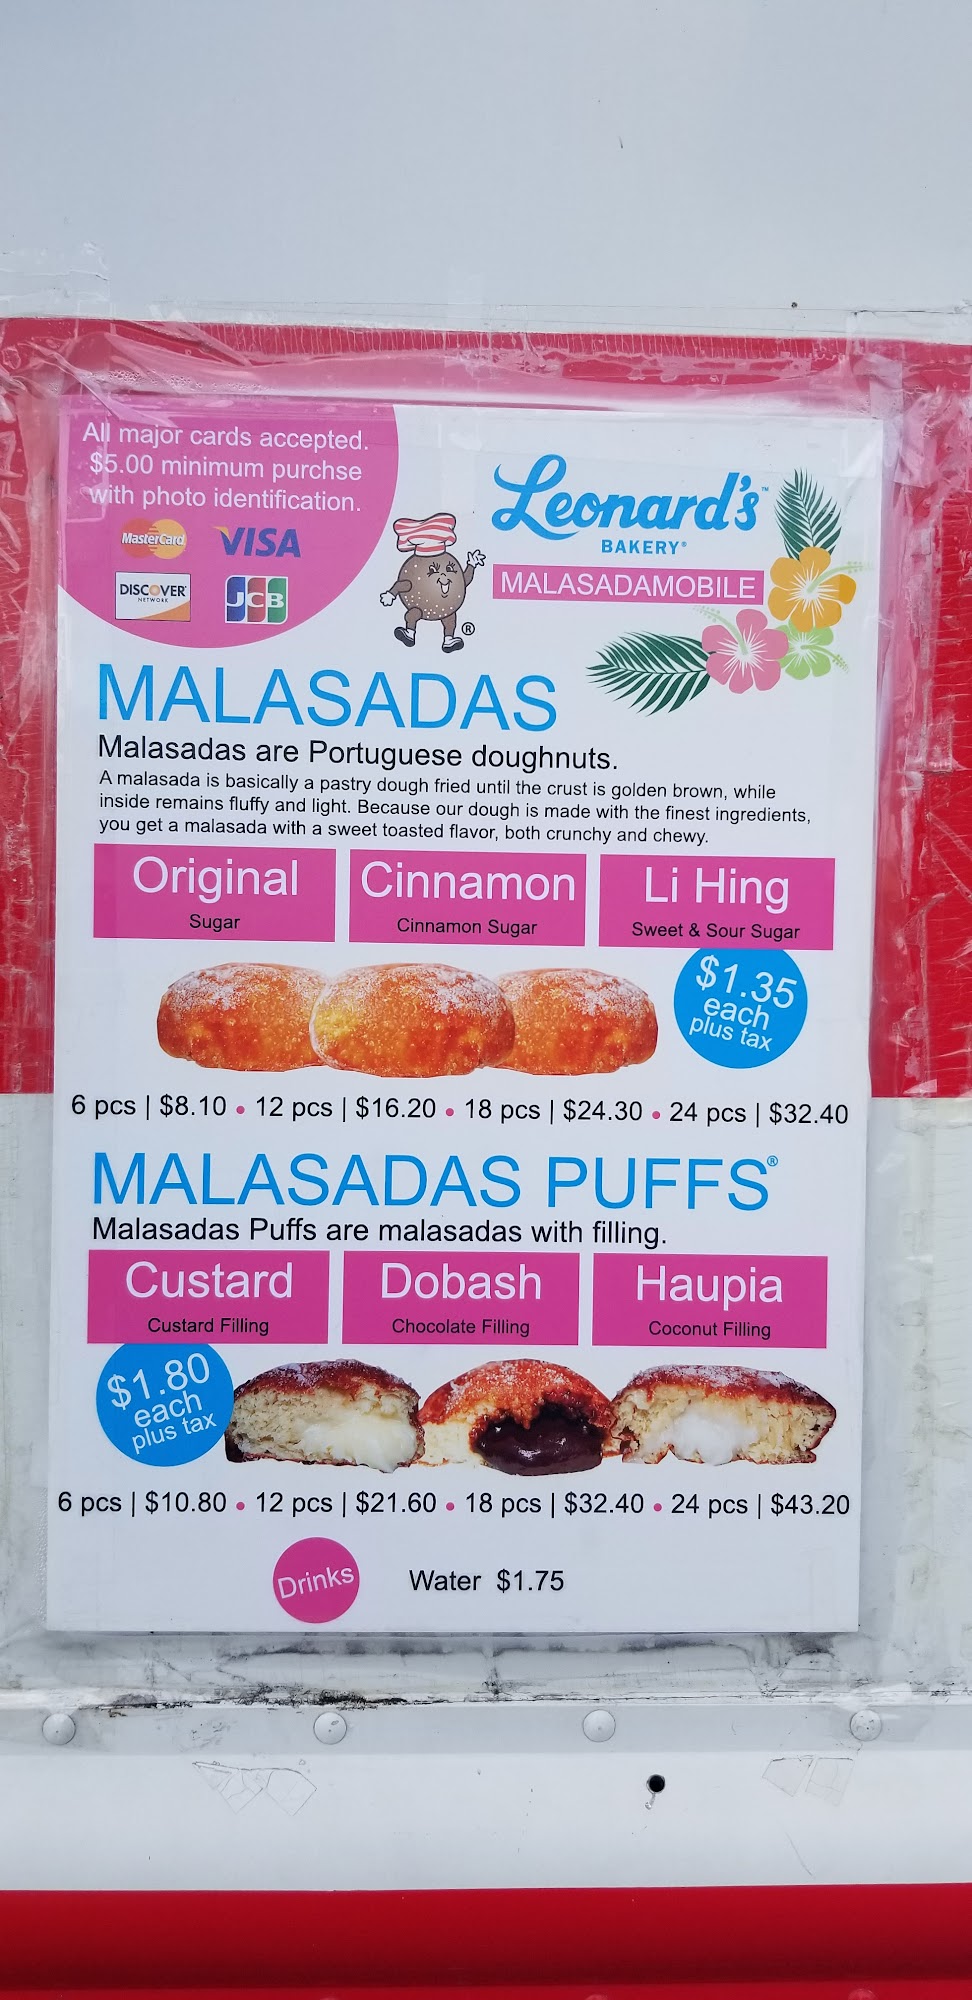 All major cards accepted.
$5.00 minimum purchse
with photo identification.
MasterCard VISA
DISCOVER
NETWORK
JCB
Leonard's™
BAKERY®
MALASADAMOBILE
®
MALASADAS
Malasadas are Portuguese doughnuts.
A malasada is basically a pastry dough fried until the crust is golden brown, while
inside remains fluffy and light. Because our dough is made with the finest ingredients,
you get a malasada with a sweet toasted flavor, both crunchy and chewy.
Original
Sugar
Cinnamon
Cinnamon Sugar
Li Hing
Sweet & Sour Sugar
$1.35
each
plus tax
6 pcs | $8.10 • 12 pcs | $16.20 • 18 pcs | $24.30 • 24 pcs | $32.40
MALASADAS PUFFS®
Malasadas Puffs are malasadas with filling.
Custard
Custard Filling
Dobash
Chocolate Filling
Haupia
Coconut Filling
$1.80
each
plus tax
6 pcs | $10.80 • 12 pcs | $21.60 • 18 pcs | $32.40 • 24 pcs | $43.20
Drinks
Water $1.75